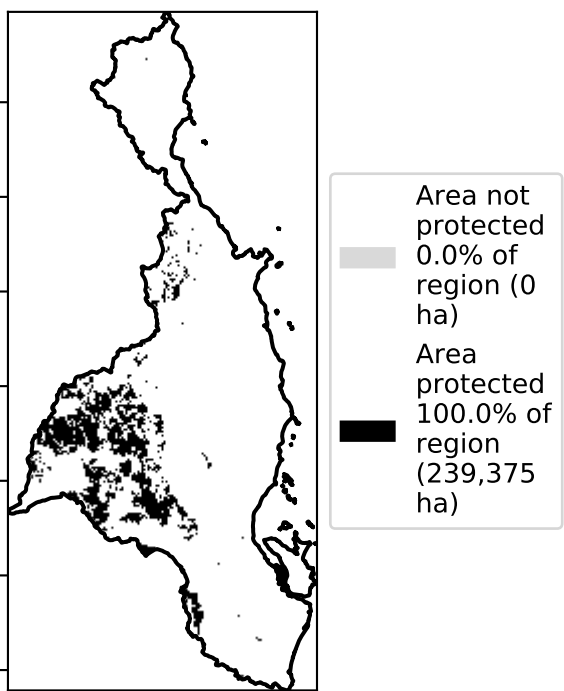 Area not
protected
0.0% of
region (0
ha)
Area
protected
100.0% of
region
(239,375
ha)